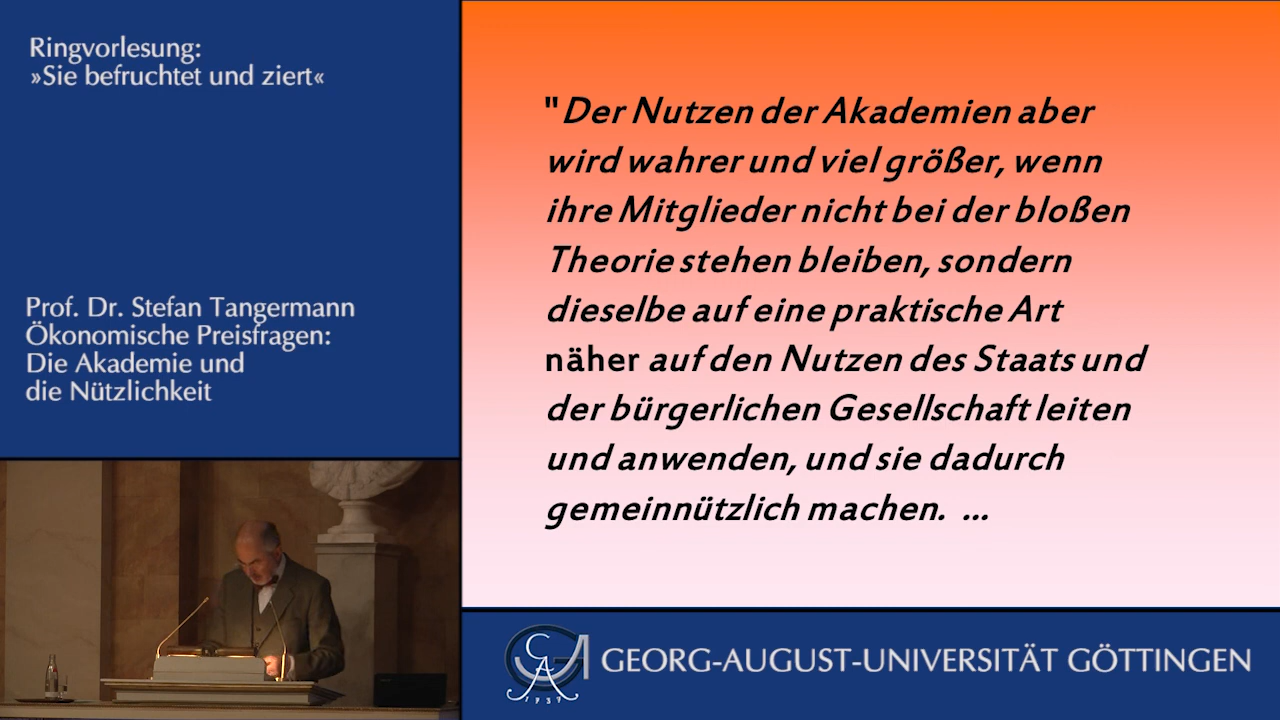 Ringvorlesung:
»Sie befruchtet und ziert«
Prof. Dr. Stefan Tangermann
Ökonomische Preisfragen:
Die Akademie und
die Nützlichkeit
"Der Nutzen der Akademien aber
wird wahrer und viel größer, wenn
ihre Mitglieder nicht bei der bloßen
Theorie stehen bleiben, sondern
dieselbe auf eine praktische Art
näher auf den Nutzen des Staats und
der bürgerlichen Gesellschaft leiten
und anwenden, und sie dadurch
gemeinnützlich machen. ...
GAU
1737
GEORG-AUGUST-UNIVERSITÄT GÖTTINGEN